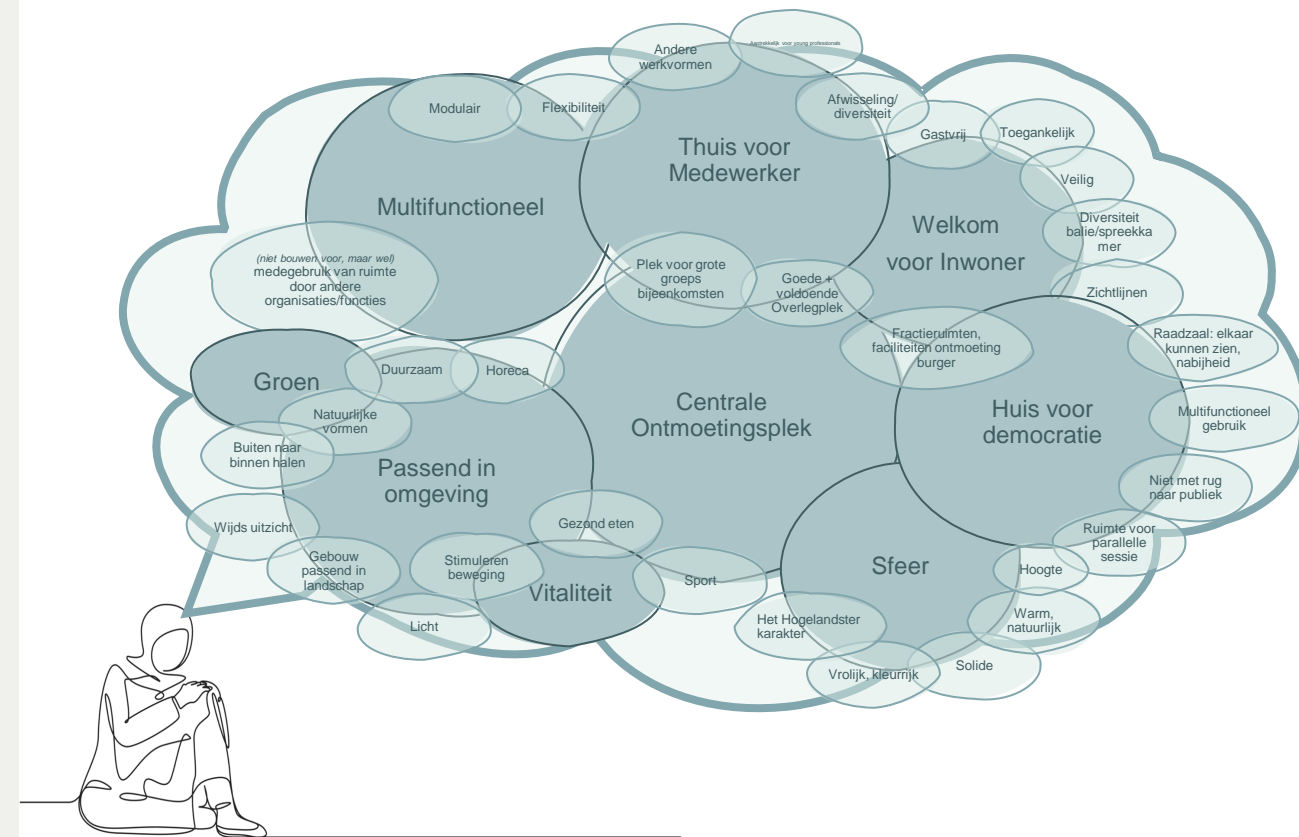 Aantrekkelijk voor young professionals
Andere
werkvormen
Modulair
Flexibiliteit
Afwisseling/
diversiteit
Gastvrij
Toegankelijk
Thuis voor
Medewerker
Veilig
Multifunctioneel
Welkom
voor Inwoner
Diversiteit
balie/spreekka
mer
(niet bouwen voor, maar wel)
medegebruik van ruimte
door andere
organisaties/functies
Plek voor grote
groeps
bijeenkomsten
Goede +
voldoende
Overlegplek
Zichtlijnen
Fractieruimten,
faciliteiten ontmoeting
burger
Raadzaal: elkaar
kunnen zien,
nabijheid
Groen
Duurzaam
Horeca
Centrale
Ontmoetingsplek
Huis voor
democratie
Multifunctioneel
gebruik
Natuurlijke
vormen
Buiten naar
binnen halen
Passend in
omgeving
Niet met rug
naar publiek
Wijds uitzicht
Gezond eten
Ruimte voor
parallelle
sessie
Gebouw
passend in
landschap
Stimuleren
beweging
Vitaliteit
Sport
Sfeer
Hoogte
Licht
Het Hogelandster
karakter
Warm,
natuurlijk
Vrolijk, kleurrijk
Solide